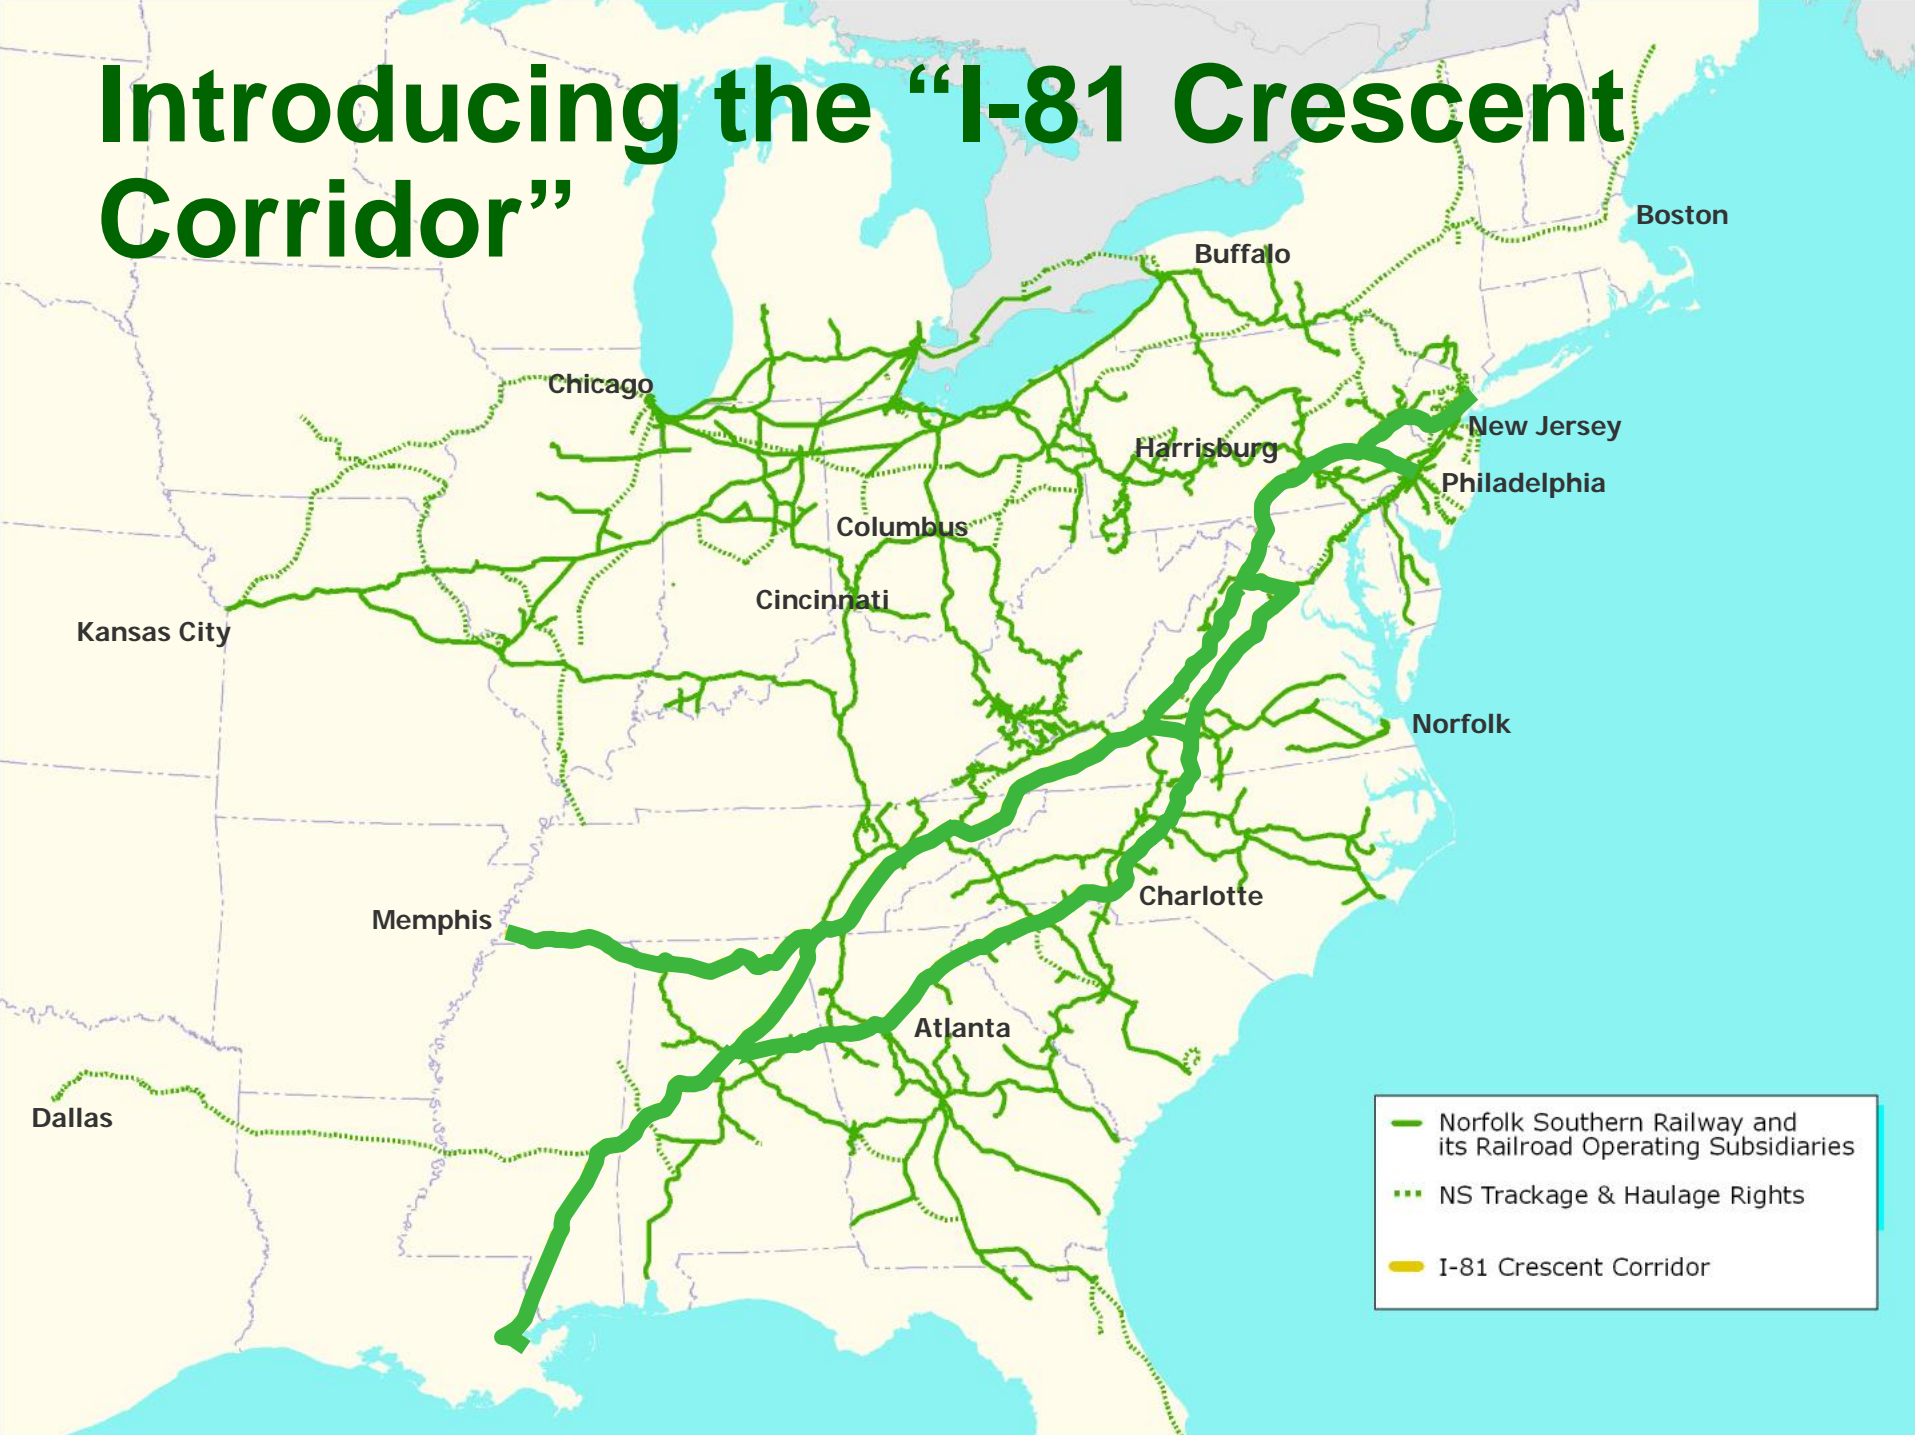 Introducing the “I-81 Crescent
Corridor”
Boston
Buffalo
Chicago
New Jersey
Harrisburg
Philadelphia
Columbus
Cincinnati
Kansas City
Norfolk
Charlotte
Memphis
Atlanta
Dallas
Norfolk Southern Railway and
its Railroad Operating Subsidiaries
NS Trackage & Haulage Rights
I-81 Crescent Corridor